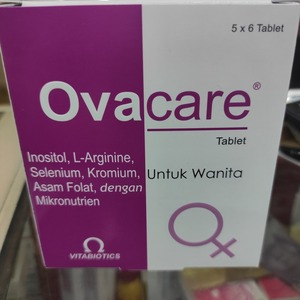 5 x 6 Tablet
Ovacare®
Tablet
Inositol, L-Arginine,
Selenium, Kromium, Untuk Wanita
Asam Folat, dengan
Mikronutrien
VITABIOTICS